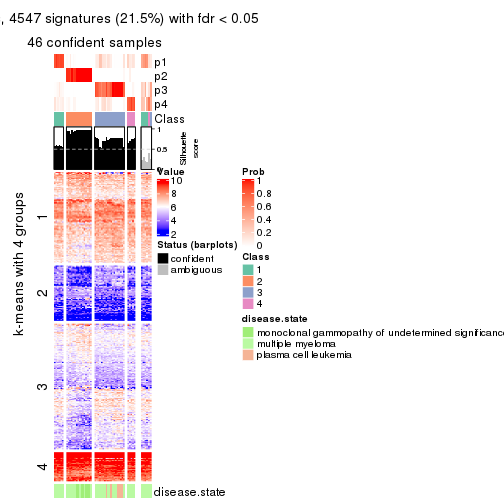 , 4547 signatures (21.5%) with fdr < 0.05
46 confident samples
p1
p2
p3
p4
Class
1
0.5
0
Silhouette
score
k-means with 4 groups
1
2
3
4
Value
10
8
6
4
2
Status (barplots)
confident
ambiguous
Prob
1
0.8
0.6
0.4
0.2
0
Class
1
2
3
4
disease.state
monoclonal gammopathy of undetermined significance
multiple myeloma
plasma cell leukemia
disease.state